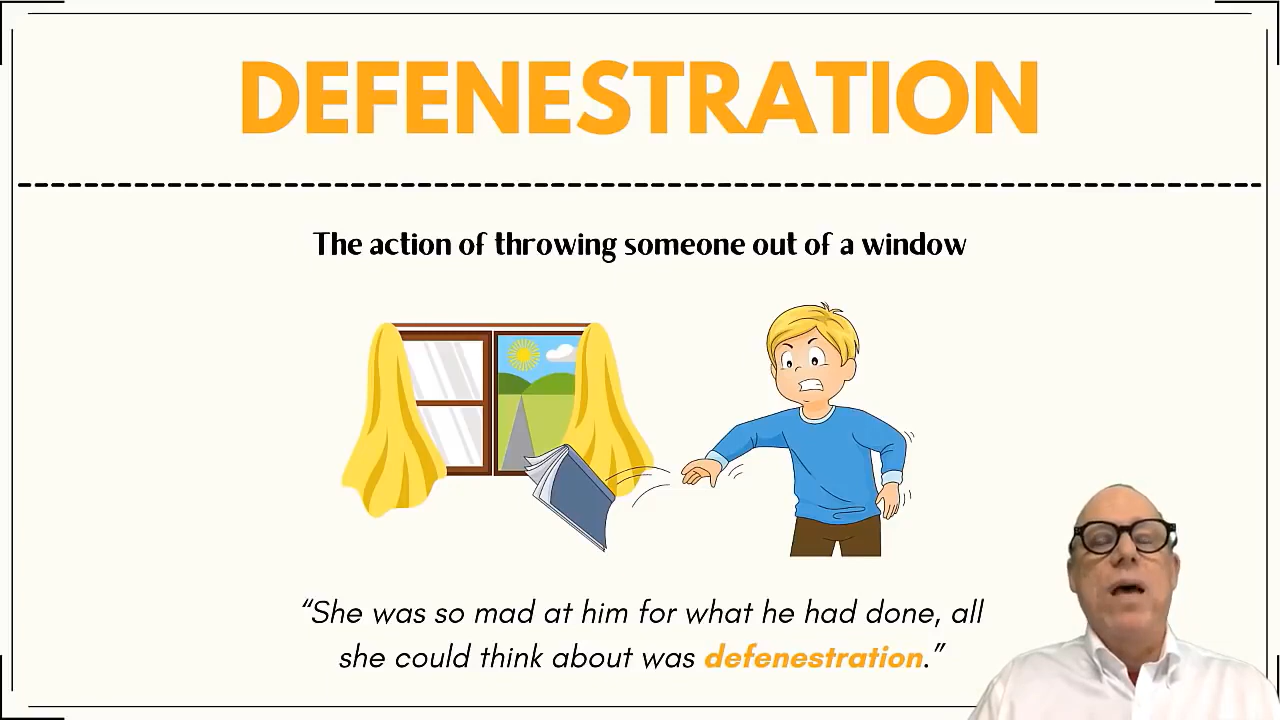 DEFENESTRATION
The action of throwing someone out of a window
“She was so mad at him for what he had done, all
she could think about was defenestration.”